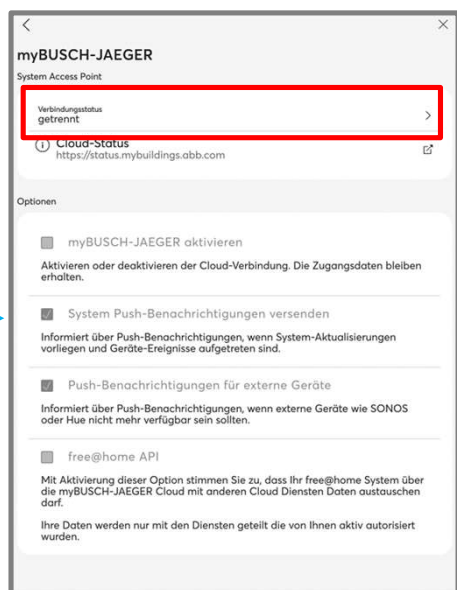 myBUSCH-JAEGER
System Access Point
Verbindungsstatus
getrennt
Cloud-Status
https://status.mybuildings.abb.com
Optionen
myBUSCH-JAEGER aktivieren
Aktivieren oder deaktivieren der Cloud-Verbindung. Die Zugangsdaten bleiben
erhalten.
System Push-Benachrichtigungen versenden
Informiert über Push-Benachrichtigungen, wenn System-Aktualisierungen
vorliegen und Geräte-Ereignisse aufgetreten sind.
Push-Benachrichtigungen für externe Geräte
Informiert über Push-Benachrichtigungen, wenn externe Geräte wie SONOS
oder Hue nicht mehr verfügbar sein sollten.
free@home API
Mit Aktivierung dieser Option stimmen Sie zu, dass Ihr free@home System über
die myBUSCH-JAEGER Cloud mit anderen Cloud Diensten Daten austauschen
darf.
Ihre Daten werden nur mit den Diensten geteilt die von Ihnen aktiv autorisiert
wurden.